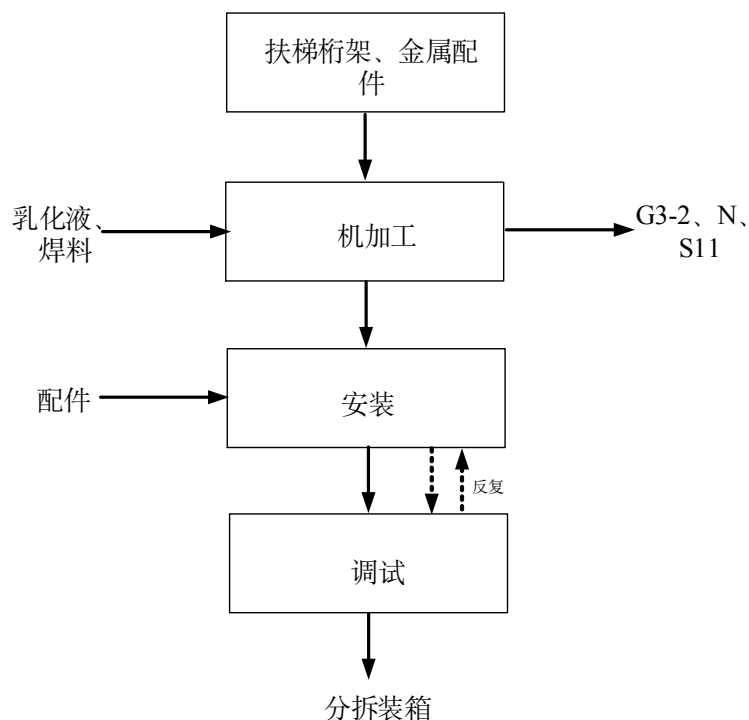 扶梯桁架、金属配
件
乳化液、
焊料
机加工
G3-2、N、
S11
配件
安装
反复
调试
分拆装箱